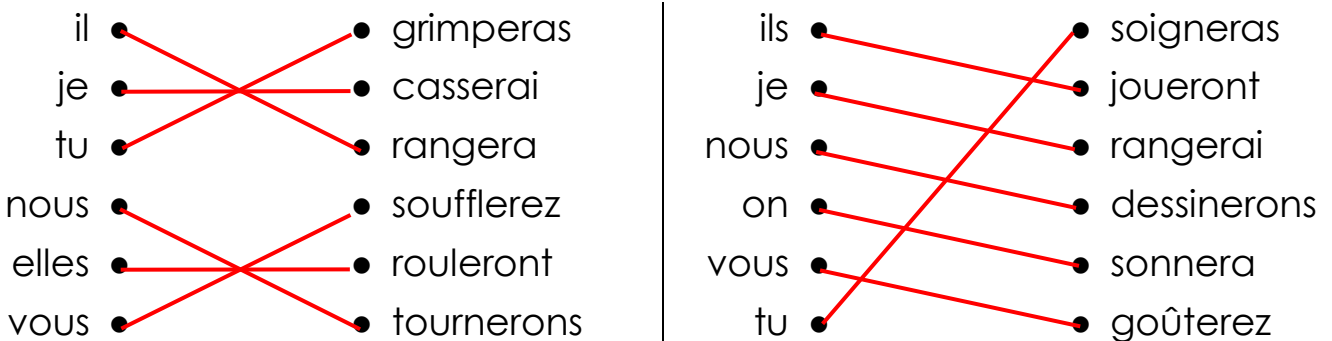 il grimperas
je casserai
tu rangera
nous soufflerez
elles rouleront
vous tournerons
ils soigneras
je joueront
nous rangerai
on dessinerons
vous sonnera
tu goûterez